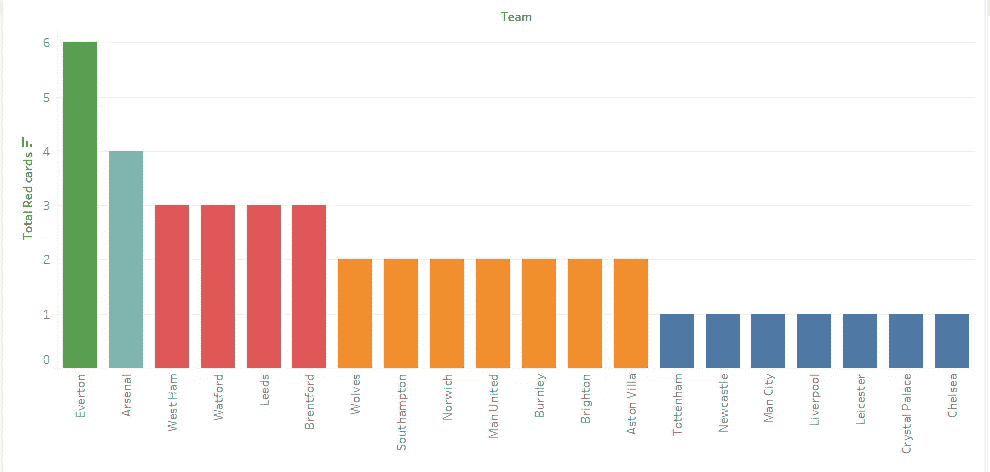 Team
Total Red cards
6
5
4
3
2
1
0
Everton
Arsenal
West Ham
Watford
Leeds
Brentford
Wolves
Southampton
Norwich
Man United
Burnley
Brighton
Aston Villa
Tottenham
Newcastle
Man City
Liverpool
Leicester
Crystal Palace
Chelsea